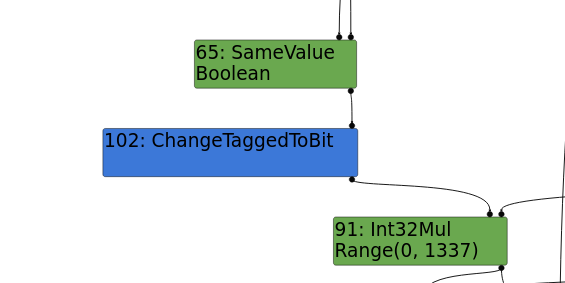 65: SameValue
Boolean
102: ChangeTaggedToBit
91: Int32Mul
Range(0, 1337)